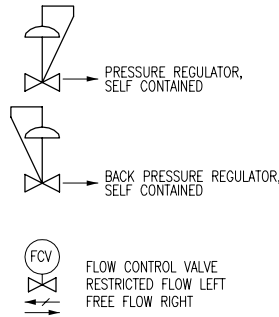 PRESSURE REGULATOR,
SELF CONTAINED
BACK PRESSURE REGULATOR,
SELF CONTAINED
FCV
FLOW CONTROL VALVE
RESTRICTED FLOW LEFT
FREE FLOW RIGHT